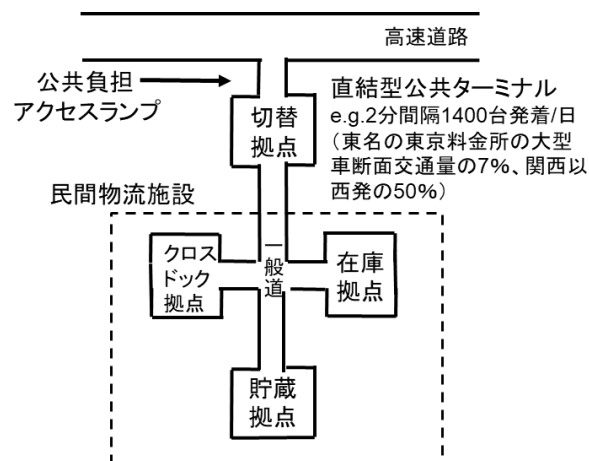 高速道路
公共負担
アクセスランプ
直結型公共ターミナル
e.g.2分間隔1400台発着/日
（東名の東京料金所の大型
車断面交通量の7%、関西以
西発の50%）
切替
拠点
民間物流施設
クロス
ドック
拠点
一般道
在庫
拠点
貯蔵
拠点